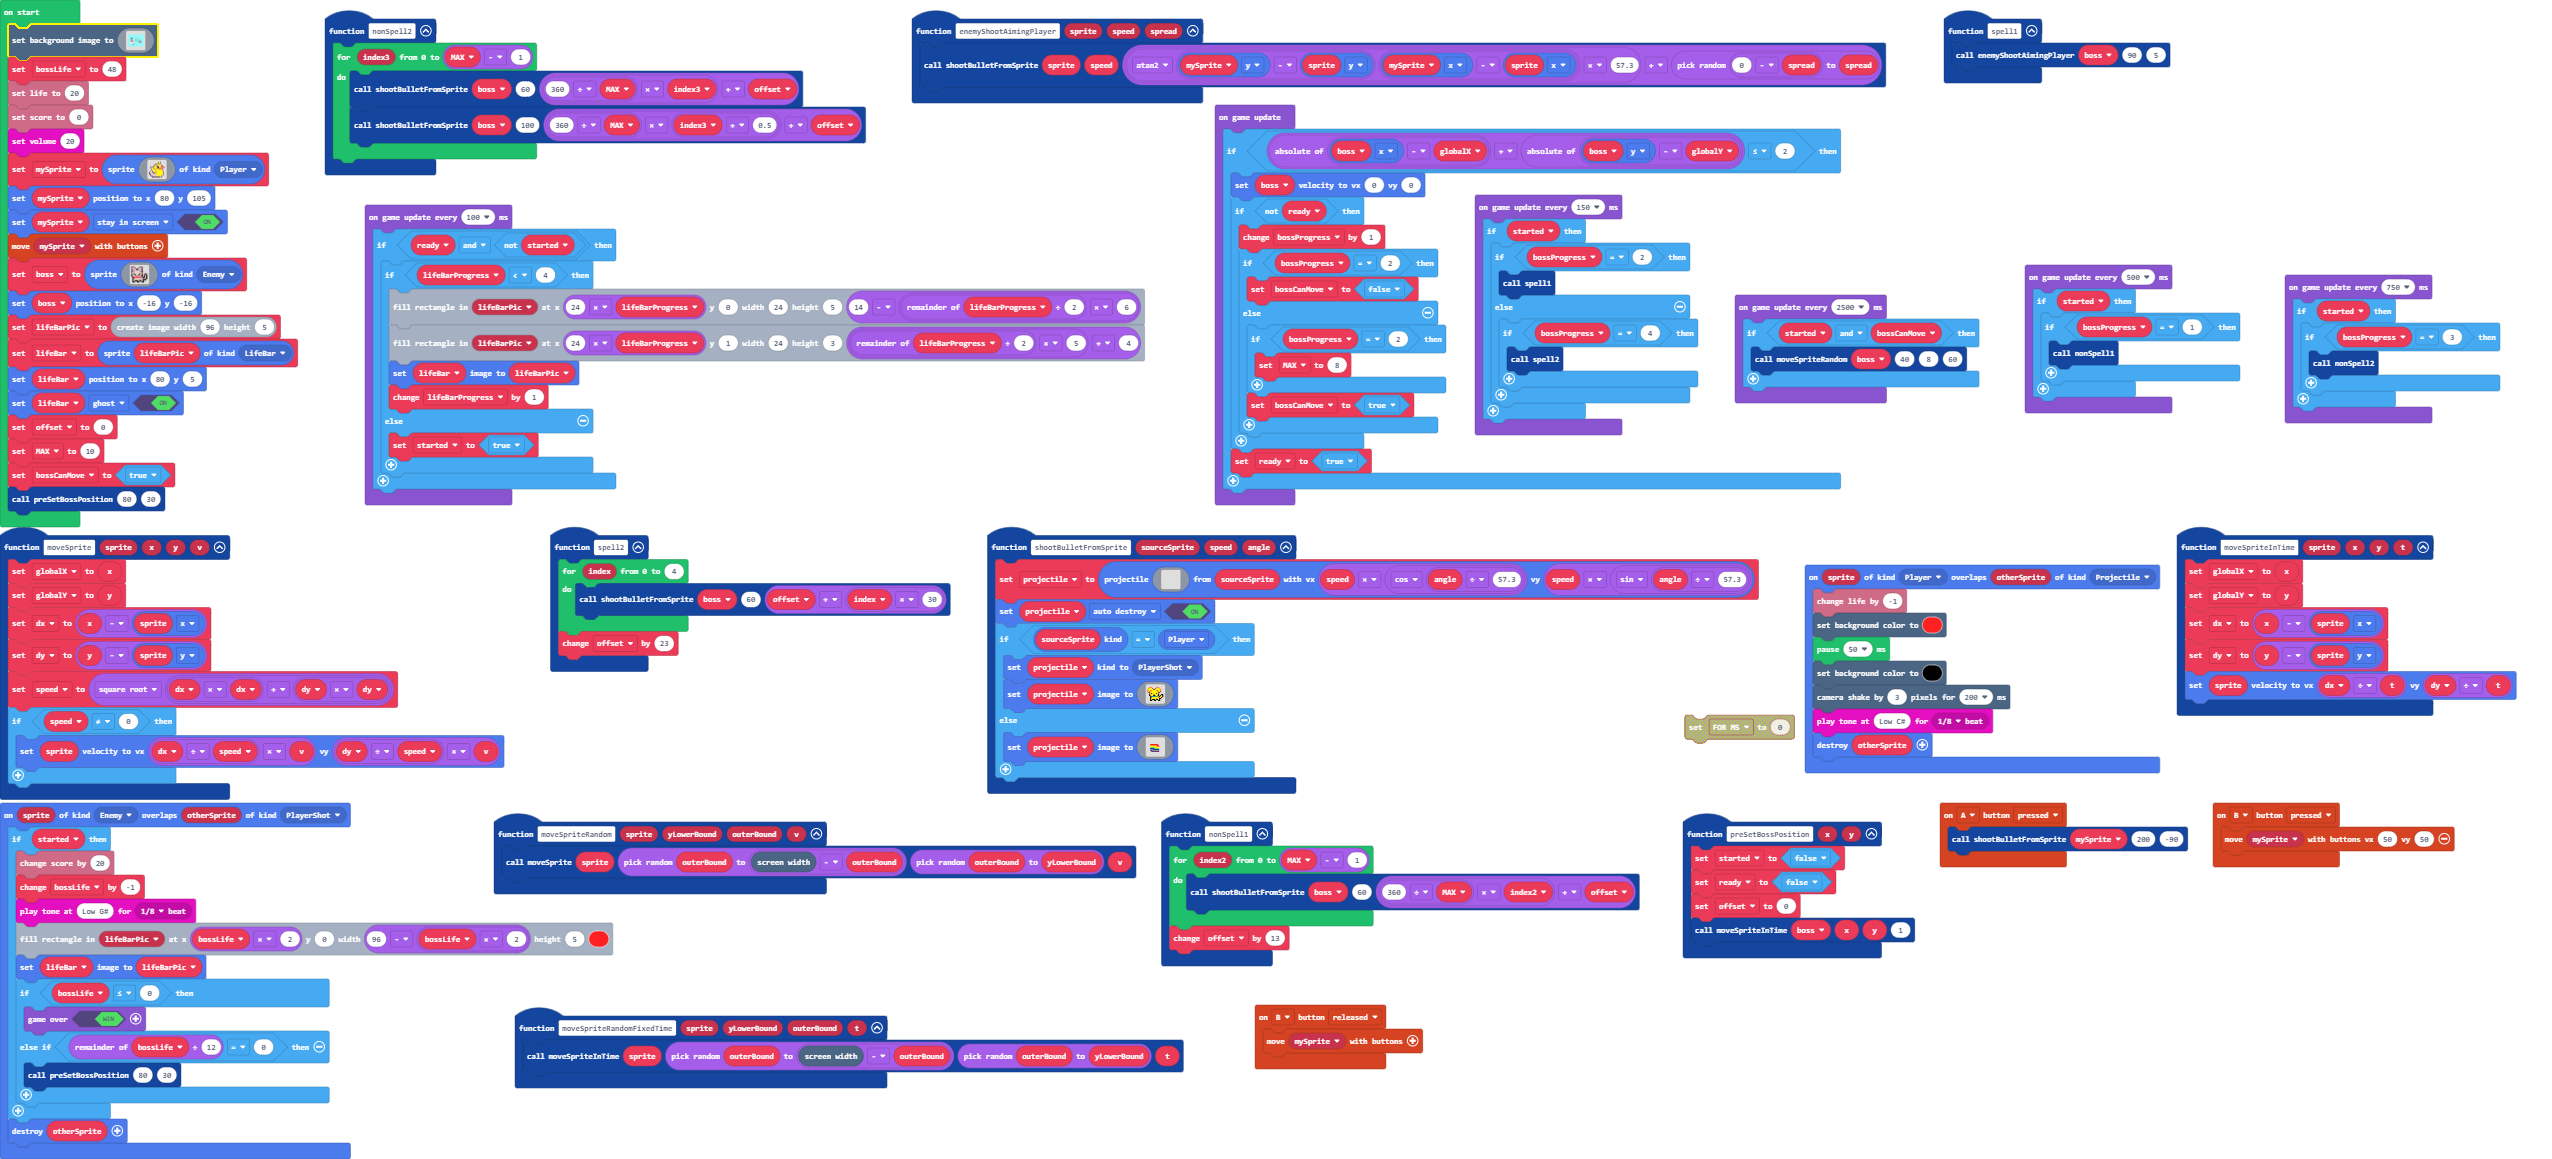 on start
set background image to
set bossLife to 48
set life to 20
set score to 0
set volume 20
set mySprite to sprite of kind Player
set mySprite position to x 80 y 105
set mySprite stay in screen ON
move mySprite with buttons
set boss to sprite of kind Enemy
set boss position to x -16 y -16
set lifeBarPic to create image width 96 height 5
set lifeBar to sprite lifeBarPic of kind LifeBar
set lifeBar position to x 80 y 5
set lifeBar ghost ON
set offset to 0
set MAX to 10
set bossCanMove to true
call preSetBossPosition 80 30
function nonSpell2
for index3 from 0 to MAX - 1
do
call shootBulletFromSprite boss 60 360 ÷ MAX × index3 + offset
call shootBulletFromSprite boss 100 360 ÷ MAX × index3 + 0.5 + offset
function enemyShootAimingPlayer sprite speed spread
call shootBulletFromSprite sprite speed atan2 mySprite y - sprite y mySprite x - sprite x × 57.3 + pick random 0 - spread to spread
function spell1
call enemyShootAimingPlayer boss 90 5
on game update every 100 ms
if ready and not started then
if lifeBarProgress < 4 then
fill rectangle in lifeBarPic at x 24 × lifeBarProgress y 0 width 24 height 5 14 - remainder of lifeBarProgress ÷ 2 × 6
fill rectangle in lifeBarPic at x 24 × lifeBarProgress y 1 width 24 height 3 remainder of lifeBarProgress ÷ 2 × 5 + 4
set lifeBar image to lifeBarPic
change lifeBarProgress by 1
else
set started to true
on game update
if absolute of boss x - globalX + absolute of boss y - globalY ≤ 2 then
set boss velocity to vx 0 vy 0
if not ready then
change bossProgress by 1
if bossProgress = 2 then
set bossCanMove to false
else
if bossProgress = 2 then
set MAX to 8
set bossCanMove to true
set ready to true
on game update every 150 ms
if started then
if bossProgress = 2 then
call spell1
else
if bossProgress = 4 then
call spell2
on game update every 2500 ms
if started and bossCanMove then
call moveSpriteRandom boss 40 8 60
on game update every 500 ms
if started then
if bossProgress = 1 then
call nonSpell1
on game update every 750 ms
if started then
if bossProgress = 3 then
call nonSpell2
function moveSprite sprite x y v
set globalX to x
set globalY to y
set dx to x - sprite x
set dy to y - sprite y
set speed to square root dx × dx + dy × dy
if speed ≠ 0 then
set sprite velocity to vx dx ÷ speed × v vy dy ÷ speed × v
function spell2
for index from 0 to 4
do
call shootBulletFromSprite boss 60 offset + index × 30
change offset by 23
function shootBulletFromSprite sourceSprite speed angle
set projectile to projectile from sourceSprite with vx speed × cos angle ÷ 57.3 vy speed × sin angle ÷ 57.3
set projectile auto destroy ON
if sourceSprite kind = Player then
set projectile kind to PlayerShot
set projectile image to
else
set projectile image to
set FOR MS to 0
on sprite of kind Player overlaps otherSprite of kind Projectile
change life by -1
set background color to
pause 50 ms
set background color to
camera shake by 3 pixels for 200 ms
play tone at Low C# for 1/8 beat
destroy otherSprite
function moveSpriteInTime sprite x y t
set globalX to x
set globalY to y
set dx to x - sprite x
set dy to y - sprite y
set sprite velocity to vx dx ÷ t vy dy ÷ t
on sprite of kind Enemy overlaps otherSprite of kind PlayerShot
if started then
change score by 20
change bossLife by -1
play tone at Low G# for 1/8 beat
fill rectangle in lifeBarPic at x bossLife × 2 y 0 width 96 - bossLife × 2 height 5
set lifeBar image to lifeBarPic
if bossLife ≤ 0 then
game over WIN
else if remainder of bossLife ÷ 12 = 0 then
call preSetBossPosition 80 30
destroy otherSprite
function moveSpriteRandom sprite yLowerBound outerBound v
call moveSprite sprite pick random outerBound to screen width - outerBound pick random outerBound to yLowerBound v
function nonSpell1
for index2 from 0 to MAX - 1
do
call shootBulletFromSprite boss 60 360 ÷ MAX × index2 + offset
change offset by 13
function preSetBossPosition x y
set started to false
set ready to false
set offset to 0
call moveSpriteInTime boss x y 1
on A button pressed
call shootBulletFromSprite mySprite 200 -90
on B button pressed
move mySprite with buttons vx 50 vy 50
function moveSpriteRandomFixedTime sprite yLowerBound outerBound t
call moveSpriteInTime sprite pick random outerBound to screen width - outerBound pick random outerBound to yLowerBound t
on B button released
move mySprite with buttons